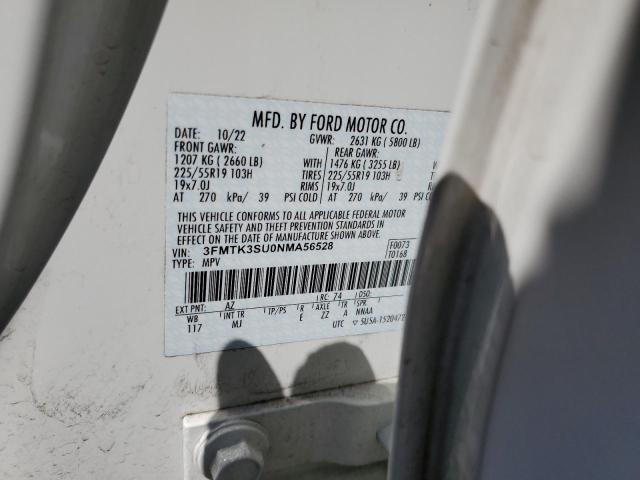 MFD. BY FORD MOTOR CO.
DATE: 10/22 GVWR: 2631 KG ( 5800 LB)
FRONT GAWR: REAR GAWR:
1207 KG ( 2660 LB) WITH 1476 KG ( 3255 LB)
225/55R19 103H TIRES 225/55R19 103H
19x7.0J RIMS 19x7.0J
AT 270 kPa/ 39 PSI COLD AT 270 kPa/ 39
THIS VEHICLE CONFORMS TO ALL APPLICABLE FEDERAL MOTOR
VEHICLE SAFETY AND THEFT PREVENTION STANDARDS IN
EFFECT ON THE DATE OF MANUFACTURE SHOWN ABOVE.
VIN: 3FMTK3SU0NMA56528 F0073
TYPE: MPV T0168
EXT PNT: AZ RC: 74 DSO:
WB INT TR TP/PS R AXLE TR SPR
117 MJ E ZZ A NNAA
UTC